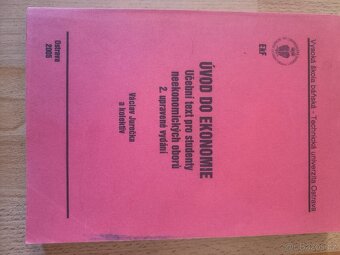 Vysoká škola báňská - Technická univerzita Ostrava
EkF
ÚVOD DO EKONOMIE
Učební text pro studenty
neekonomických oborů
2. upravené vydání
Václav Jurečka
a kolektiv
Ostrava
2005